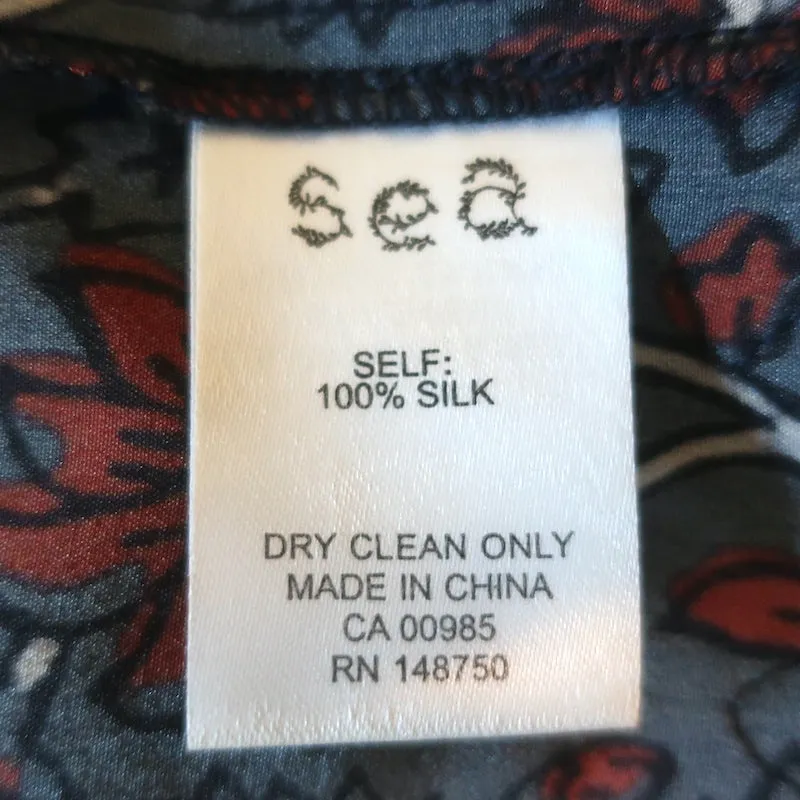 Sea
SELF:
100% SILK
DRY CLEAN ONLY
MADE IN CHINA
CA 00985
RN 148750